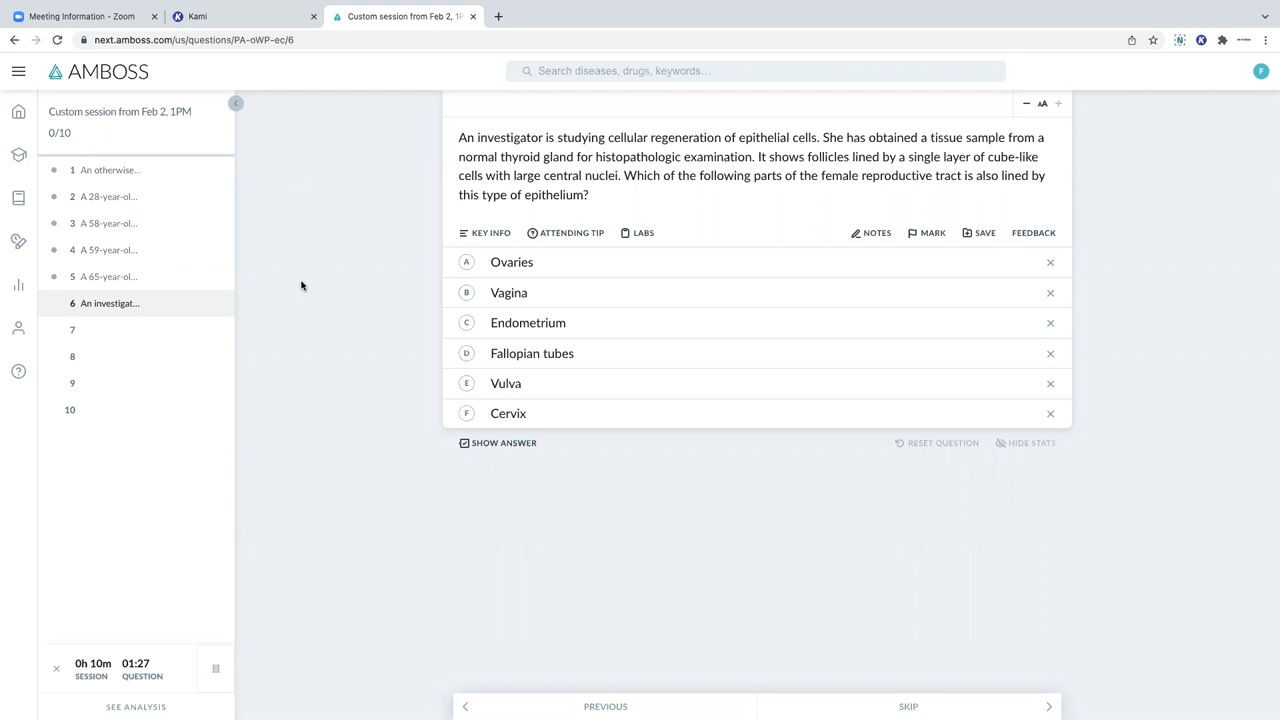 Meeting Information - Zoom
Kami
Custom session from Feb 2, 1P
next.amboss.com/us/questions/PA-oWP-ec/6
AMBOSS
Search diseases, drugs, keywords...
F
Custom session from Feb 2, 1PM
0/10
1 An otherwise...
2 A 28-year-ol...
3 A 58-year-ol...
4 A 59-year-ol...
5 A 65-year-ol...
6 An investigat...
7
8
9
10
0h 10m 01:27
SESSION QUESTION
SEE ANALYSIS
AA
An investigator is studying cellular regeneration of epithelial cells. She has obtained a tissue sample from a
normal thyroid gland for histopathologic examination. It shows follicles lined by a single layer of cube-like
cells with large central nuclei. Which of the following parts of the female reproductive tract is also lined by
this type of epithelium?
KEY INFO ATTENDING TIP LABS NOTES MARK SAVE FEEDBACK
A Ovaries
B Vagina
C Endometrium
D Fallopian tubes
E Vulva
F Cervix
SHOW ANSWER RESET QUESTION HIDE STATS
PREVIOUS SKIP